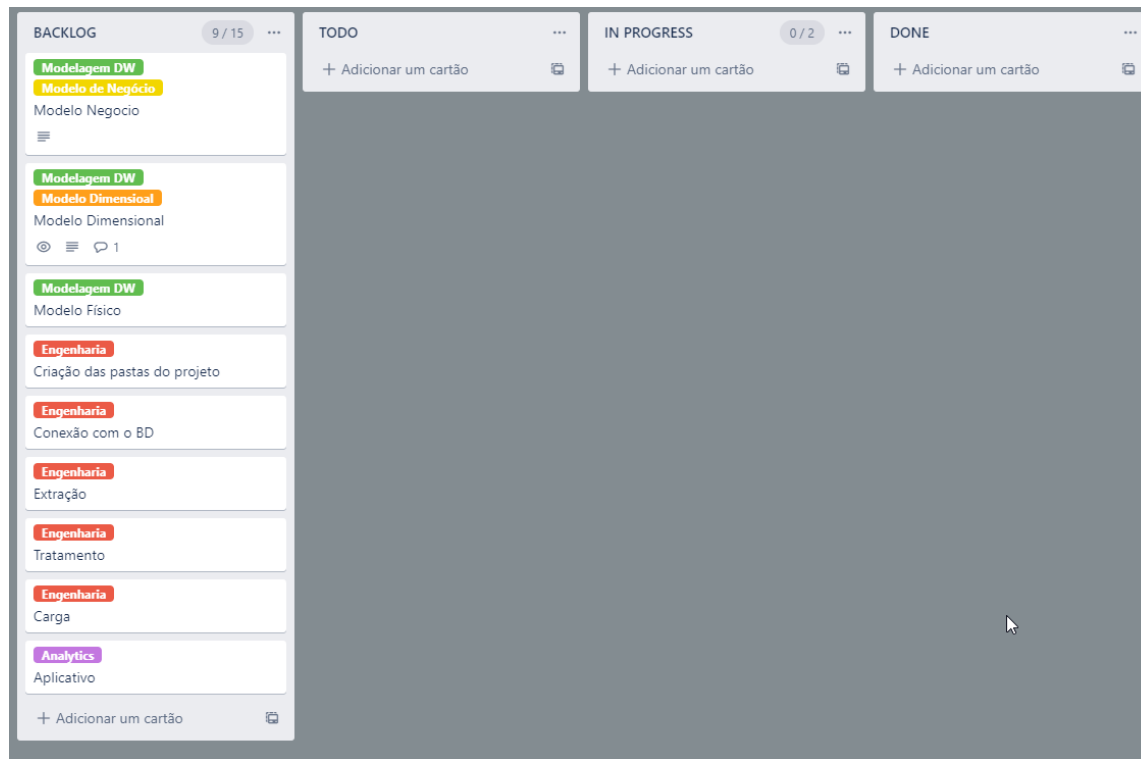 BACKLOG
9 / 15
Modelagem DW
Modelo de Negócio
Modelo Negocio
Modelagem DW
Modelo Dimensioal
Modelo Dimensional
1
Modelagem DW
Modelo Físico
Engenharia
Criação das pastas do projeto
Engenharia
Conexão com o BD
Engenharia
Extração
Engenharia
Tratamento
Engenharia
Carga
Analytics
Aplicativo
+ Adicionar um cartão
TODO
+ Adicionar um cartão
IN PROGRESS
0 / 2
+ Adicionar um cartão
DONE
+ Adicionar um cartão